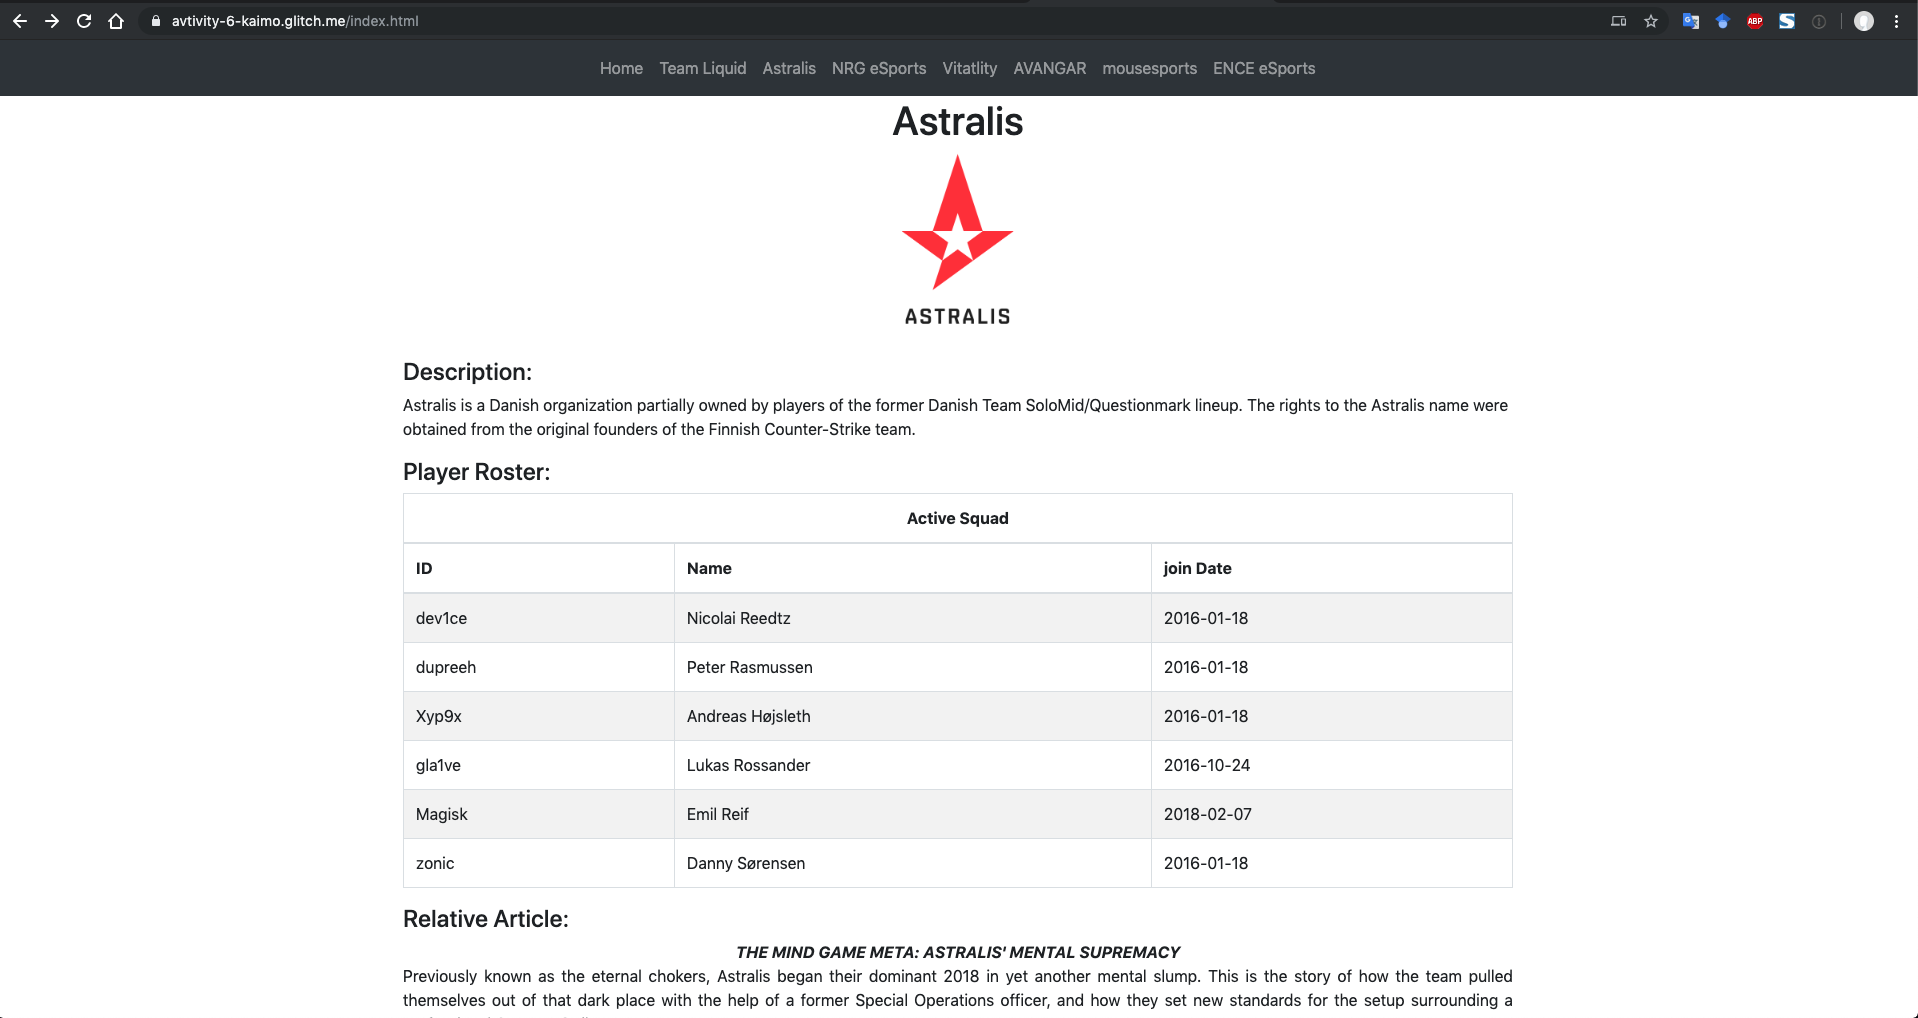 avtivity-6-kaimo.glitch.me/index.html
ABP
Home Team Liquid Astralis NRG eSports Vitatlity AVANGAR mousesports ENCE eSports
Astralis
ASTRALIS
Description:
Astralis is a Danish organization partially owned by players of the former Danish Team SoloMid/Questionmark lineup. The rights to the Astralis name were
obtained from the original founders of the Finnish Counter-Strike team.
Player Roster:
Active Squad
ID Name join Date
dev1ce Nicolai Reedtz 2016-01-18
dupreeh Peter Rasmussen 2016-01-18
Xyp9x Andreas Højsleth 2016-01-18
gla1ve Lukas Rossander 2016-10-24
Magisk Emil Reif 2018-02-07
zonic Danny Sørensen 2016-01-18
Relative Article:
THE MIND GAME META: ASTRALIS' MENTAL SUPREMACY
Previously known as the eternal chokers, Astralis began their dominant 2018 in yet another mental slump. This is the story of how the team pulled
themselves out of that dark place with the help of a former Special Operations officer, and how they set new standards for the setup surrounding a